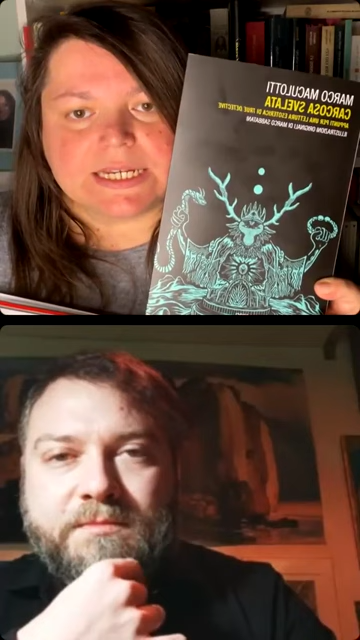 MARCO MACULOTTI
CARCOSA SVELATA
APPUNTI PER UNA LETTURA ESOTERICA DI TRUE DETECTIVE
ILLUSTRAZIONI ORIGINALI DI MARCO SABBATANI